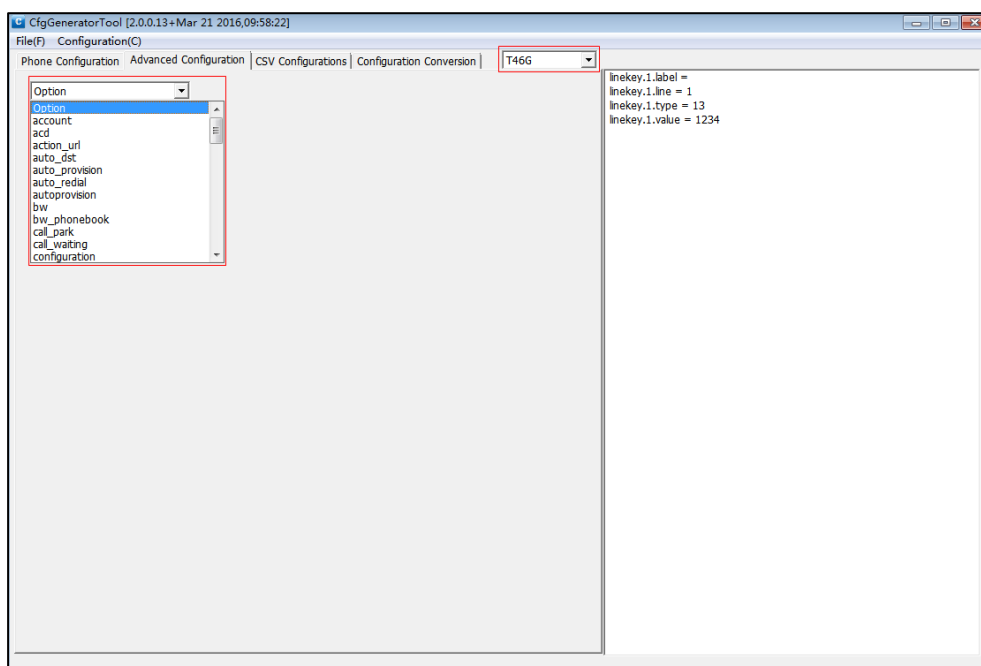 CfgGeneratorTool [2.0.0.13+Mar 21 2016,09:58:22]
File(F) Configuration(C)
Phone Configuration Advanced Configuration CSV Configurations Configuration Conversion T46G
Option
Option
account
acd
action_url
auto_dst
auto_provision
auto_redial
autoprovision
bw
bw_phonebook
call_park
call_waiting
configuration
linekey.1.label =
linekey.1.line = 1
linekey.1.type = 13
linekey.1.value = 1234